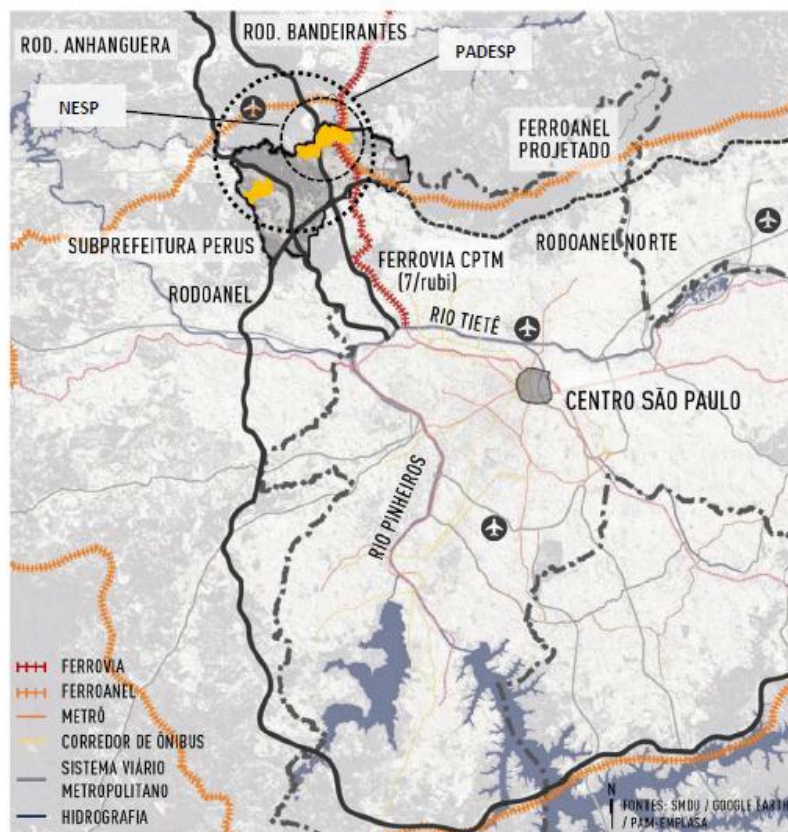 ROD. ANHANGUERA
ROD. BANDEIRANTES
PADESP
NESP
FERROANEL
PROJETADO
SUBPREFEITURA PERUS
RODOANEL
FERROVIA CPTM
(7/rubi)
RODOANEL NORTE
RIO TIETÊ
CENTRO SÃO PAULO
RIO PINHEIROS
FERROVIA
FERROANEL
METRÔ
CORREDOR DE ÔNIBUS
SISTEMA VIÁRIO
METROPOLITANO
HIDROGRAFIA
N
FONTES: SMDU / GOOGLE EARTH
/ PAM-EMPLASA